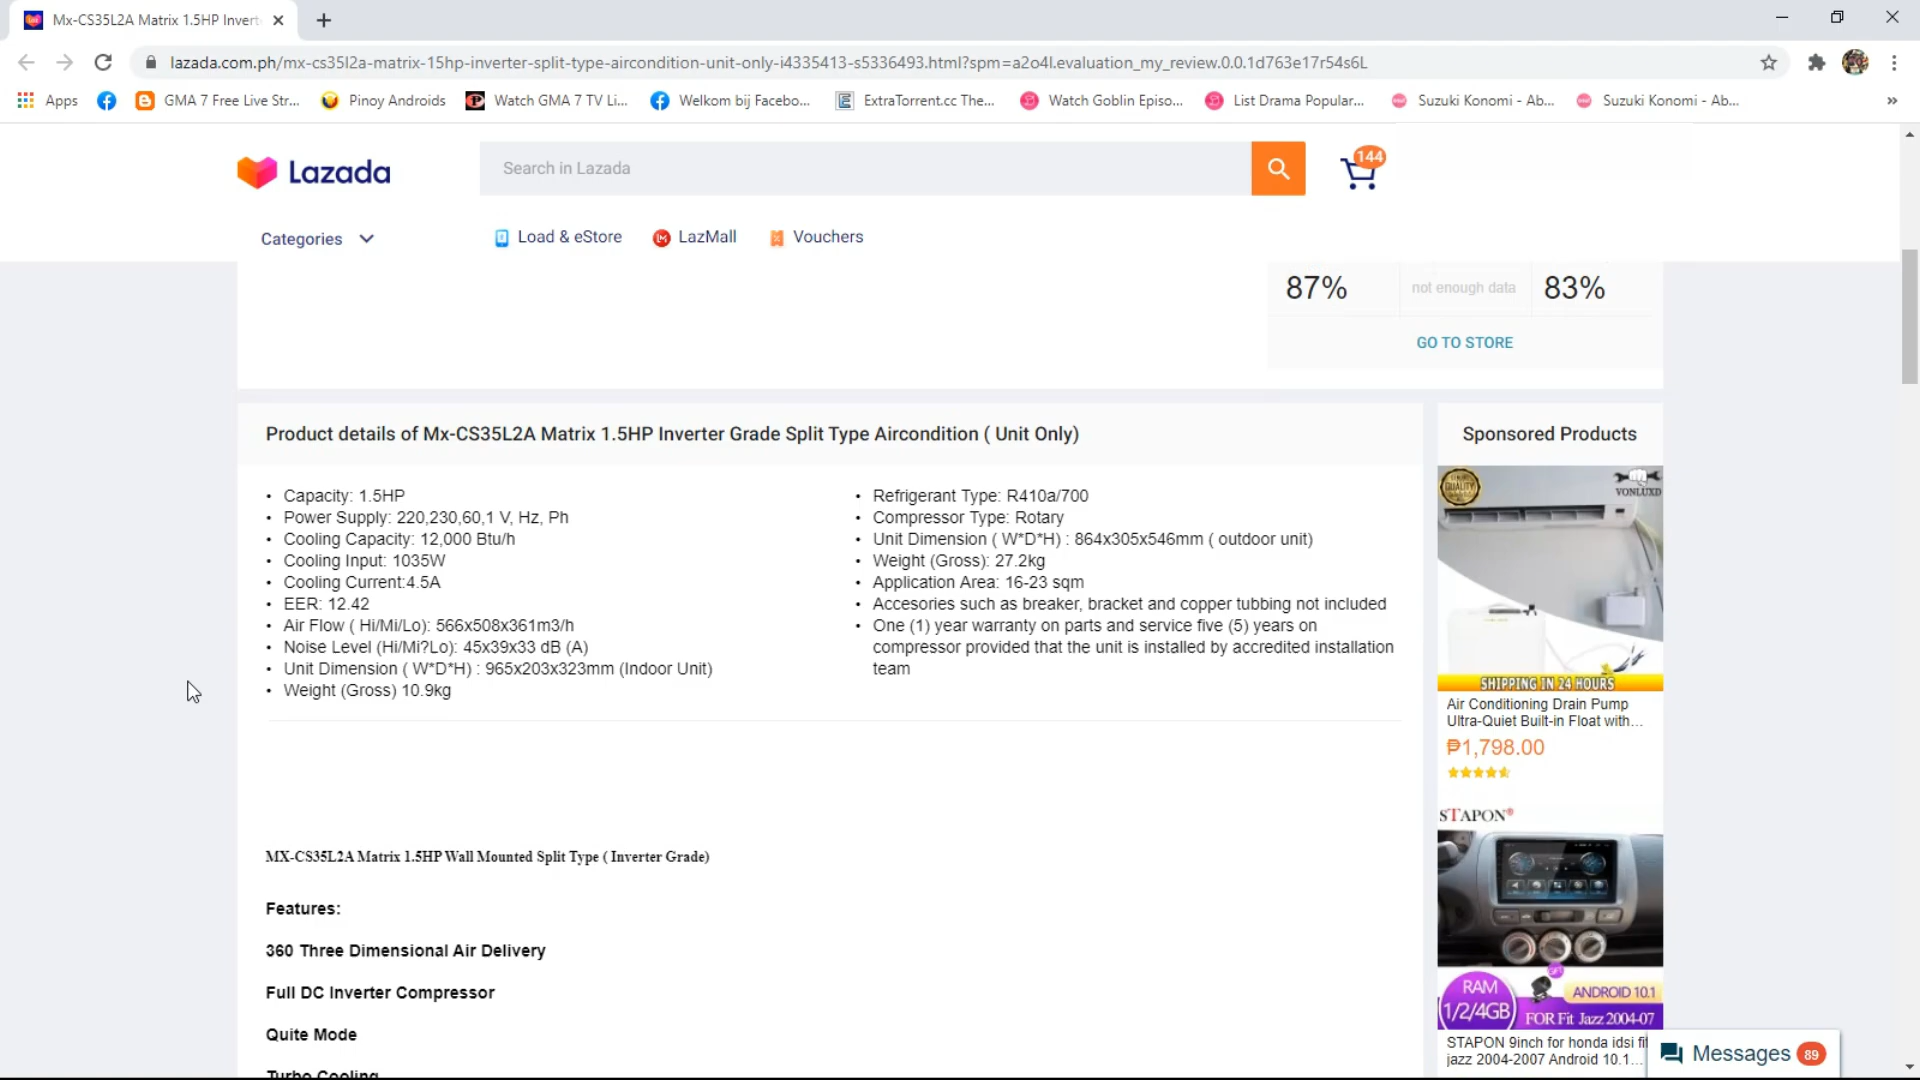 Mx-CS35L2A Matrix 1.5HP Invert
lazada.com.ph/mx-cs35l2a-matrix-15hp-inverter-split-type-aircondition-unit-only-i4335413-s5336493.html?spm=a2o4l.evaluation_my_review.0.0.1d763e17r54s6L
Apps GMA 7 Free Live Str... Pinoy Androids Watch GMA 7 TV Li... Welkom bij Facebo... ExtraTorrent.cc The... Watch Goblin Episo... List Drama Popular... Suzuki Konomi - Ab... Suzuki Konomi - Ab...
Lazada
Search in Lazada
144
Categories
Load & eStore LazMall Vouchers
87% not enough data 83%
GO TO STORE
Product details of Mx-CS35L2A Matrix 1.5HP Inverter Grade Split Type Aircondition ( Unit Only)
• Capacity: 1.5HP
• Power Supply: 220,230,60,1 V, Hz, Ph
• Cooling Capacity: 12,000 Btu/h
• Cooling Input: 1035W
• Cooling Current:4.5A
• EER: 12.42
• Air Flow ( Hi/Mi/Lo): 566x508x361m3/h
• Noise Level (Hi/Mi?Lo): 45x39x33 dB (A)
• Unit Dimension ( W*D*H) : 965x203x323mm (Indoor Unit)
• Weight (Gross) 10.9kg
• Refrigerant Type: R410a/700
• Compressor Type: Rotary
• Unit Dimension ( W*D*H) : 864x305x546mm ( outdoor unit)
• Weight (Gross): 27.2kg
• Application Area: 16-23 sqm
• Accesories such as breaker, bracket and copper tubbing not included
• One (1) year warranty on parts and service five (5) years on
compressor provided that the unit is installed by accredited installation
team
MX-CS35L2A Matrix 1.5HP Wall Mounted Split Type ( Inverter Grade)
Features:
360 Three Dimensional Air Delivery
Full DC Inverter Compressor
Quite Mode
Turbo Cooling
Sponsored Products
QUALITY
VONLUXD
SHIPPING IN 24 HOURS
Air Conditioning Drain Pump
Ultra-Quiet Built-in Float with...
₱1,798.00
STAPON®
RAM
1/2/4GB
ANDROID 10.1
FOR Fit Jazz 2004-07
STAPON 9inch for honda idsi fi
jazz 2004-2007 Android 10.1...
Messages 89